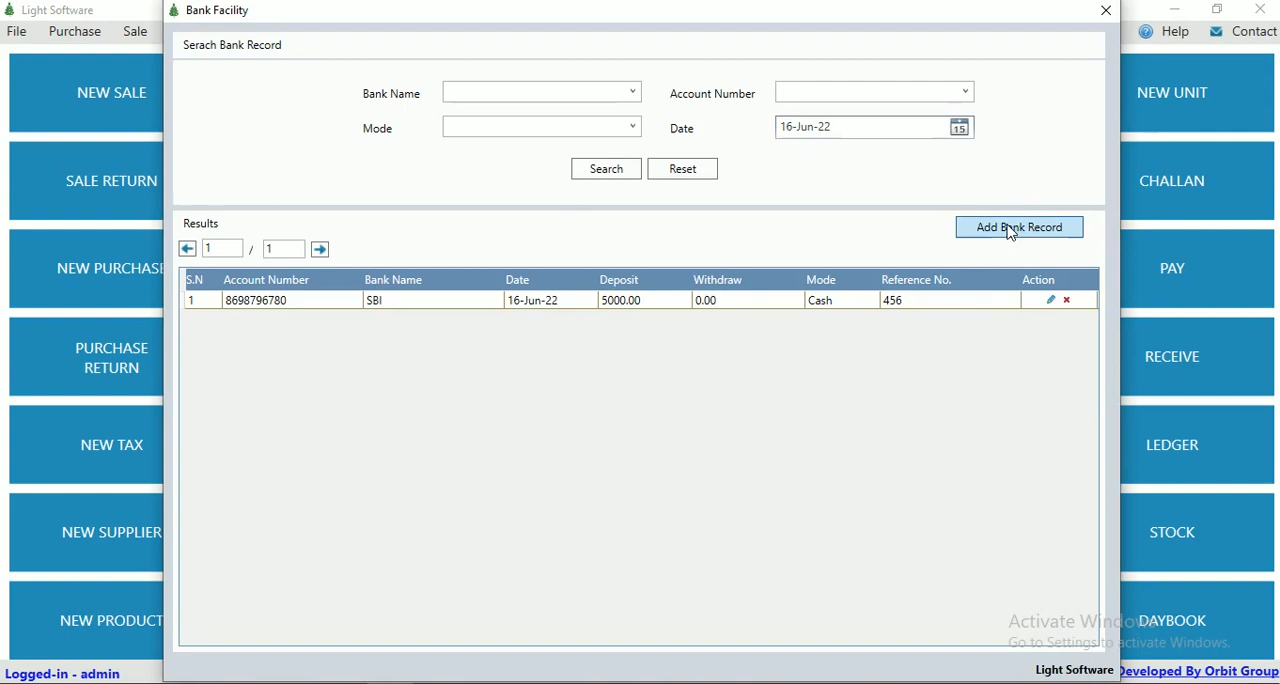 Light Software
Bank Facility
File Purchase Sale
Help Contact
Serach Bank Record
Bank Name
Account Number
Mode
Date 16-Jun-22 15
Search Reset
Results
Add Bank Record
1 / 1
S.N Account Number Bank Name Date Deposit Withdraw Mode Reference No. Action
1 8698796780 SBI 16-Jun-22 5000.00 0.00 Cash 456
NEW SALE
SALE RETURN
NEW PURCHASE
PURCHASE
RETURN
NEW TAX
NEW SUPPLIER
NEW PRODUCT
NEW UNIT
CHALLAN
PAY
RECEIVE
LEDGER
STOCK
DAYBOOK
Activate Windows
Go to Settings to activate Windows.
Logged-in - admin
Light Software
Developed By Orbit Group